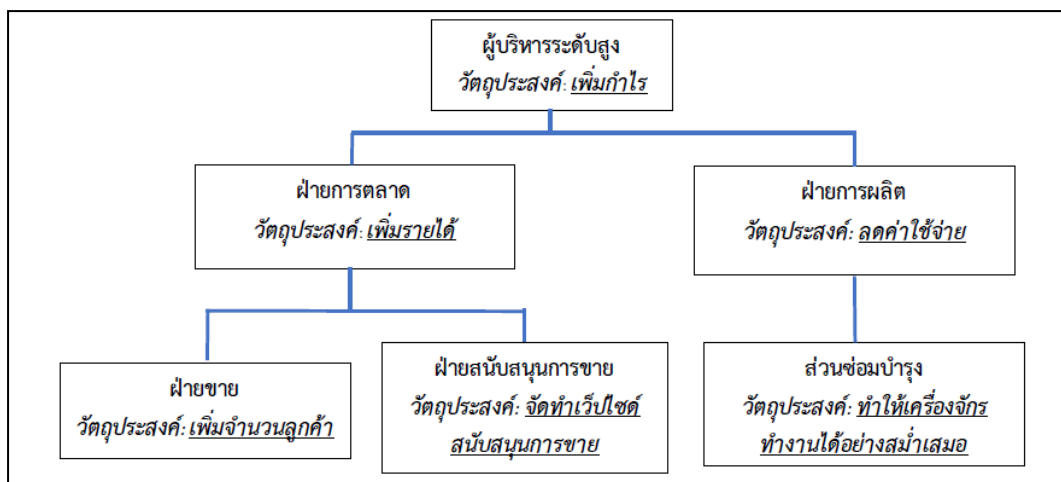 ผู้บริหารระดับสูง
วัตถุประสงค์: เพิ่มกำไร
ฝ่ายการตลาด
วัตถุประสงค์: เพิ่มรายได้
ฝ่ายการผลิต
วัตถุประสงค์: ลดค่าใช้จ่าย
ฝ่ายขาย
วัตถุประสงค์: เพิ่มจำนวนลูกค้า
ฝ่ายสนับสนุนการขาย
วัตถุประสงค์: จัดทำเว็ปไซด์
สนับสนุนการขาย
ส่วนซ่อมบำรุง
วัตถุประสงค์: ทำให้เครื่องจักร
ทำงานได้อย่างสม่ำเสมอ